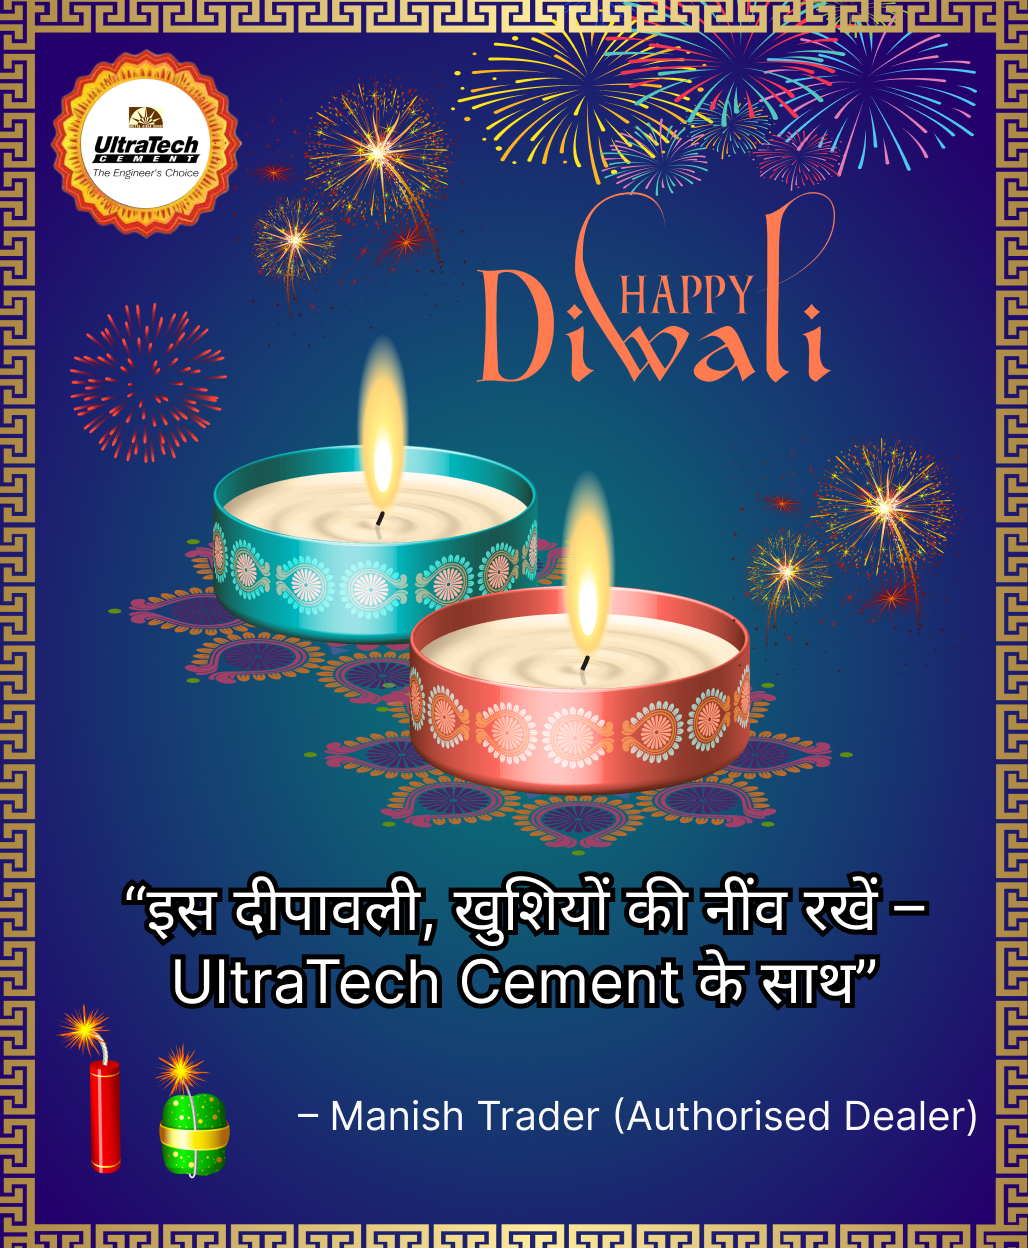 UltraTech
CEMENT
The Engineer's Choice
HAPPY
Diwali
“इस दीपावली, खुशियों की नींव रखें –
UltraTech Cement के साथ”
– Manish Trader (Authorised Dealer)